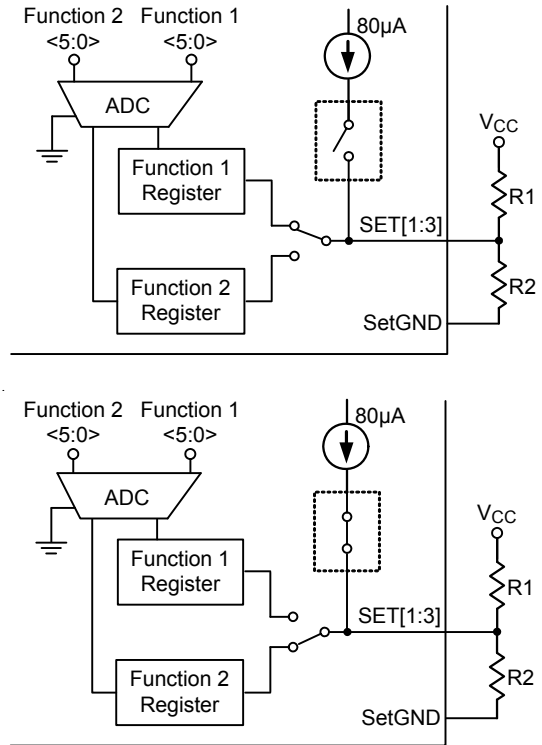 Function 2 Function 1
<5:0> <5:0>
80µA
ADC
VCC
Function 1
Register
R1
SET[1:3]
Function 2
Register
R2
SetGND
Function 2 Function 1
<5:0> <5:0>
80µA
ADC
VCC
Function 1
Register
R1
SET[1:3]
Function 2
Register
R2
SetGND